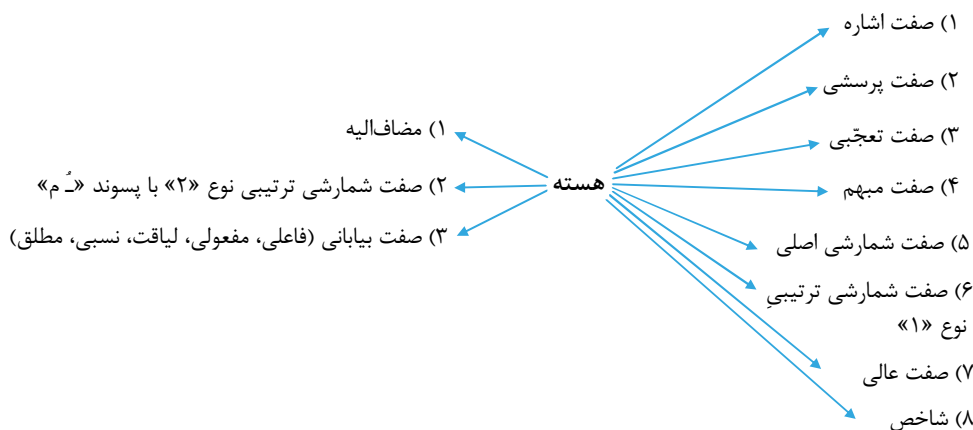 ۱) صفت اشاره
۲) صفت پرسشی
۳) صفت تعجّبی
۴) صفت مبهم
۵) صفت شمارشی اصلی
۶) صفت شمارشی ترتیبیِ
نوع «۱»
۷) صفت عالی
۸) شاخص
هسته
۱) مضاف‌الیه
۲) صفت شمارشی ترتیبی نوع «۲» با پسوند «ـُ م»
۳) صفت بیابانی (فاعلی، مفعولی، لیاقت، نسبی، مطلق)